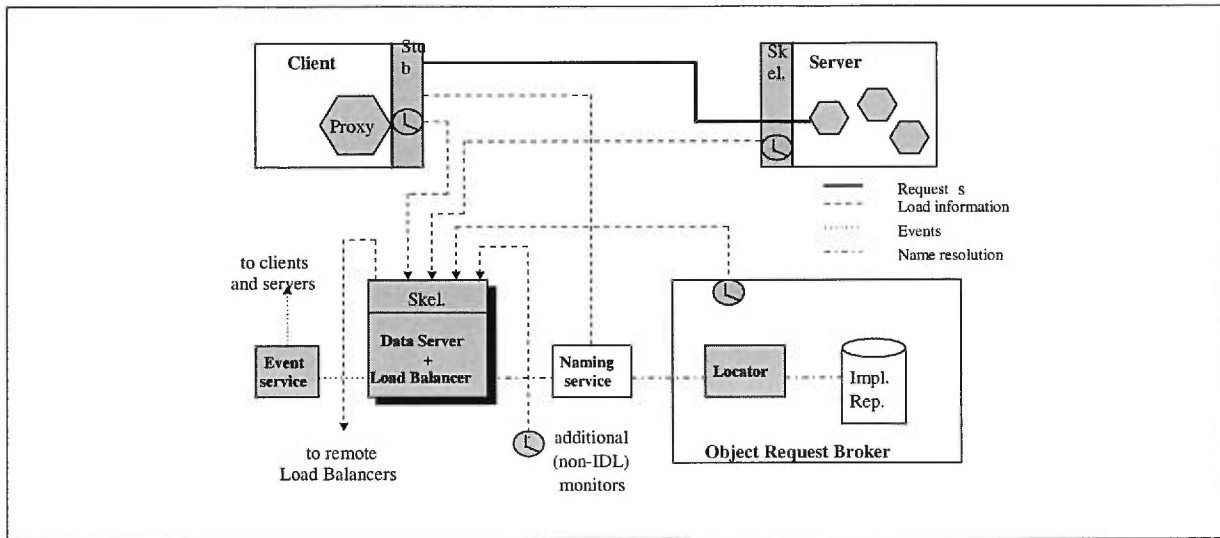 Client
Stu
b
Proxy
Sk
el.
Server
Request s
Load information
Events
Name resolution
to clients
and servers
Skel.
Data Server
+
Load Balancer
Event
service
Naming
service
Locator
Impl.
Rep.
Object Request Broker
additional
(non-IDL)
monitors
to remote
Load Balancers